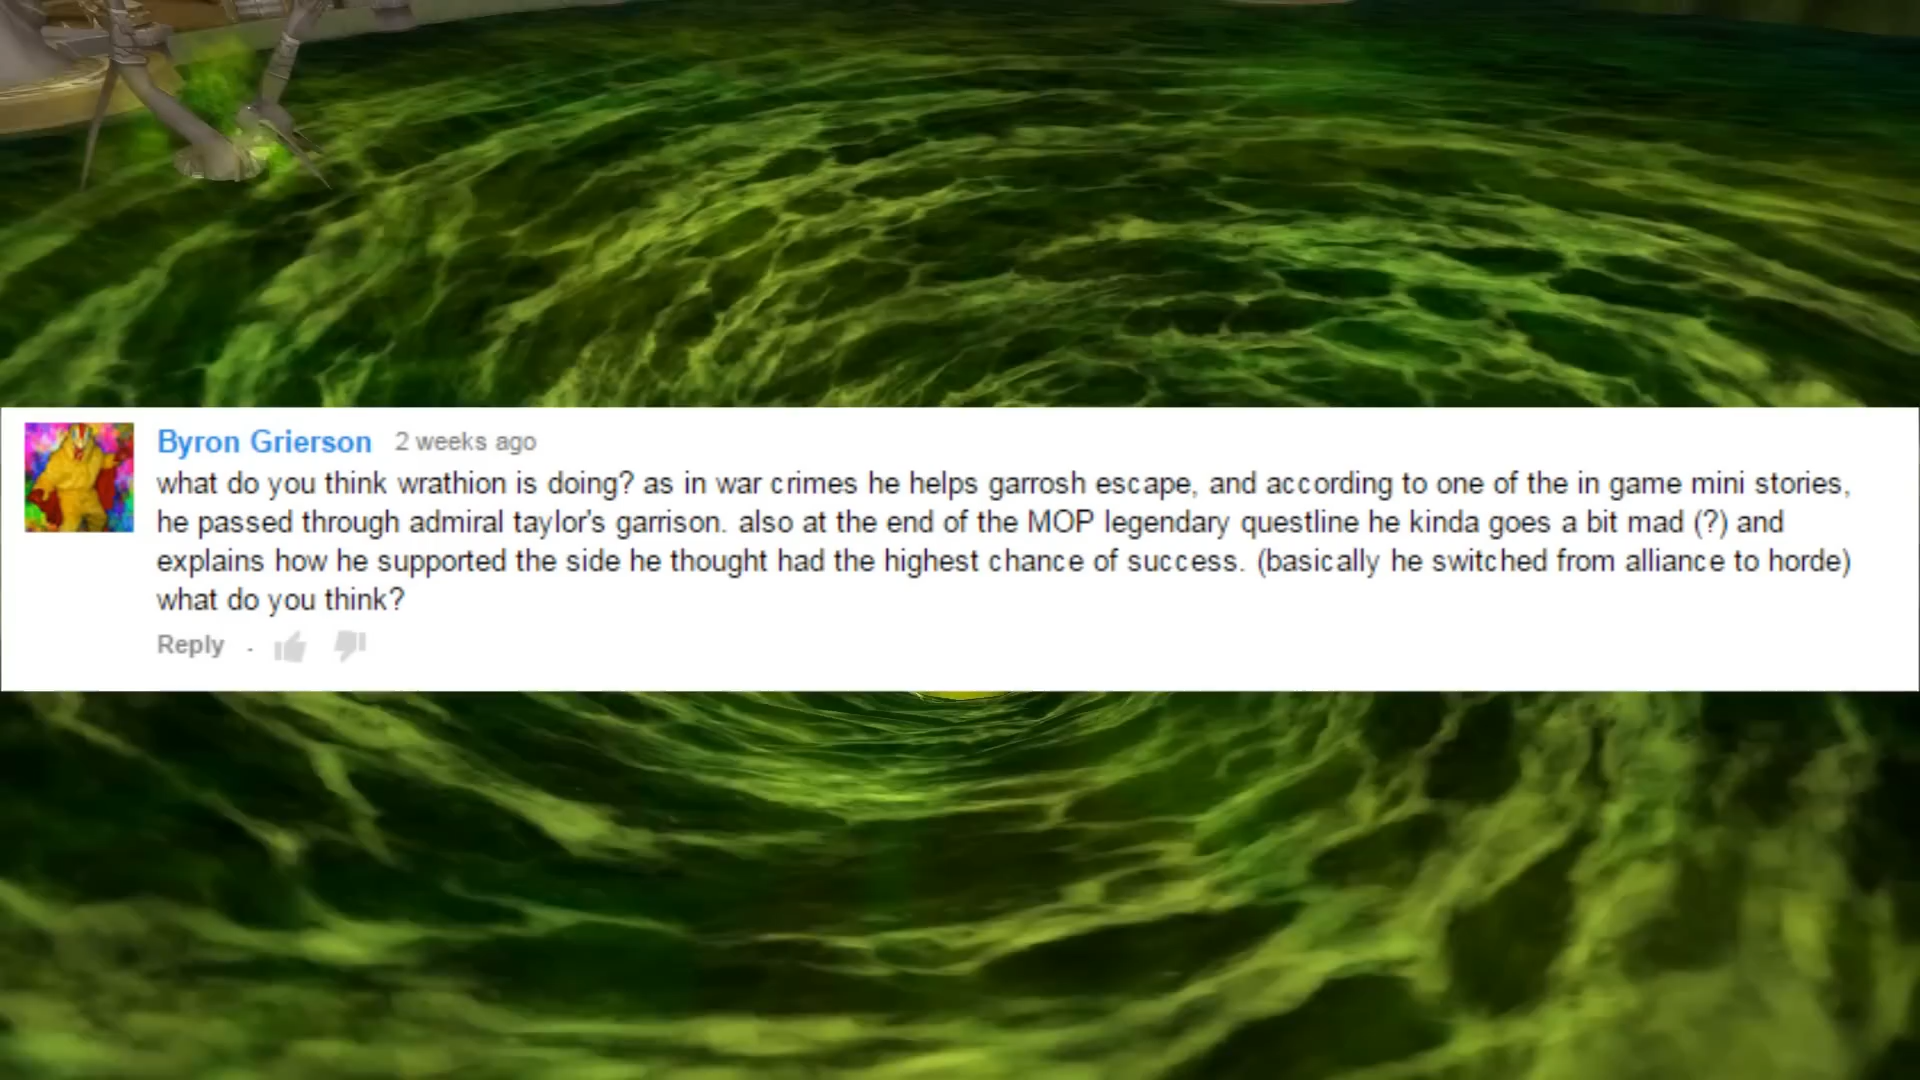 Byron Grierson 2 weeks ago
what do you think wrathion is doing? as in war crimes he helps garrosh escape, and according to one of the in game mini stories,
he passed through admiral taylor's garrison. also at the end of the MOP legendary questline he kinda goes a bit mad (?) and
explains how he supported the side he thought had the highest chance of success. (basically he switched from alliance to horde)
what do you think?
Reply .